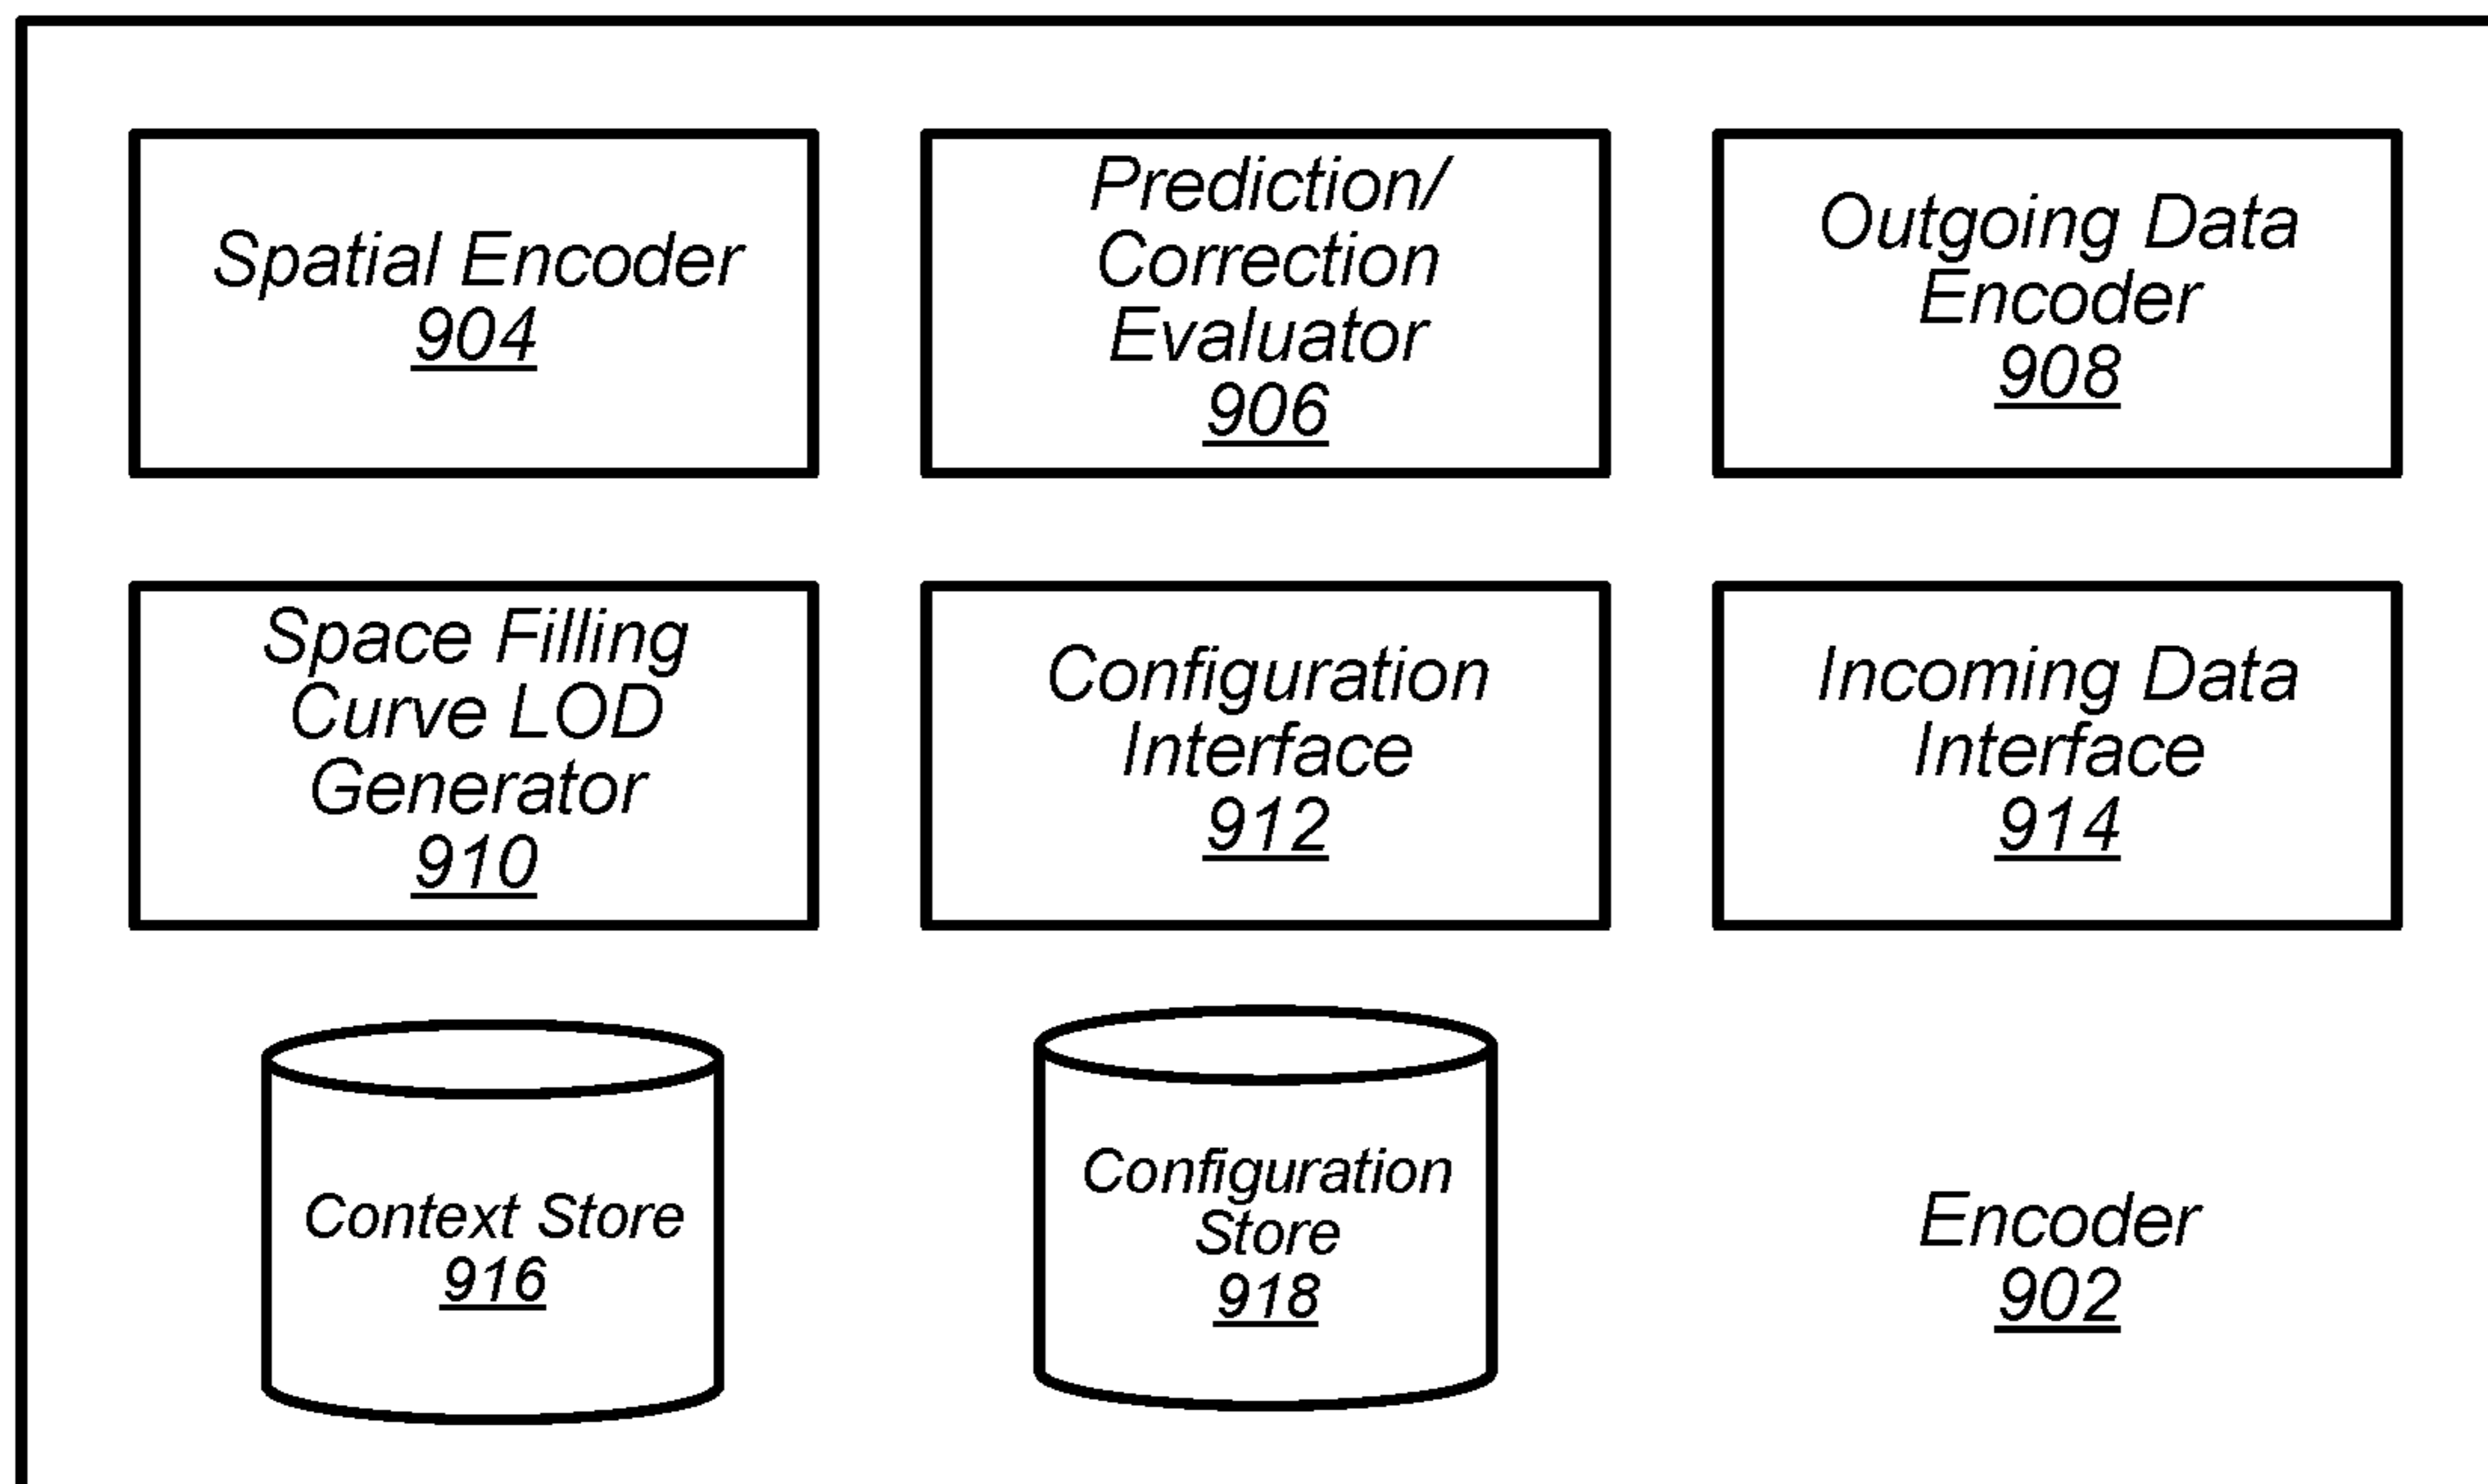 Spatial Encoder
904
Prediction/
Correction
Evaluator
906
Outgoing Data
Encoder
908
Space Filling
Curve LOD
Generator
910
Configuration
Interface
912
Incoming Data
Interface
914
Context Store
916
Configuration
Store
918
Encoder
902